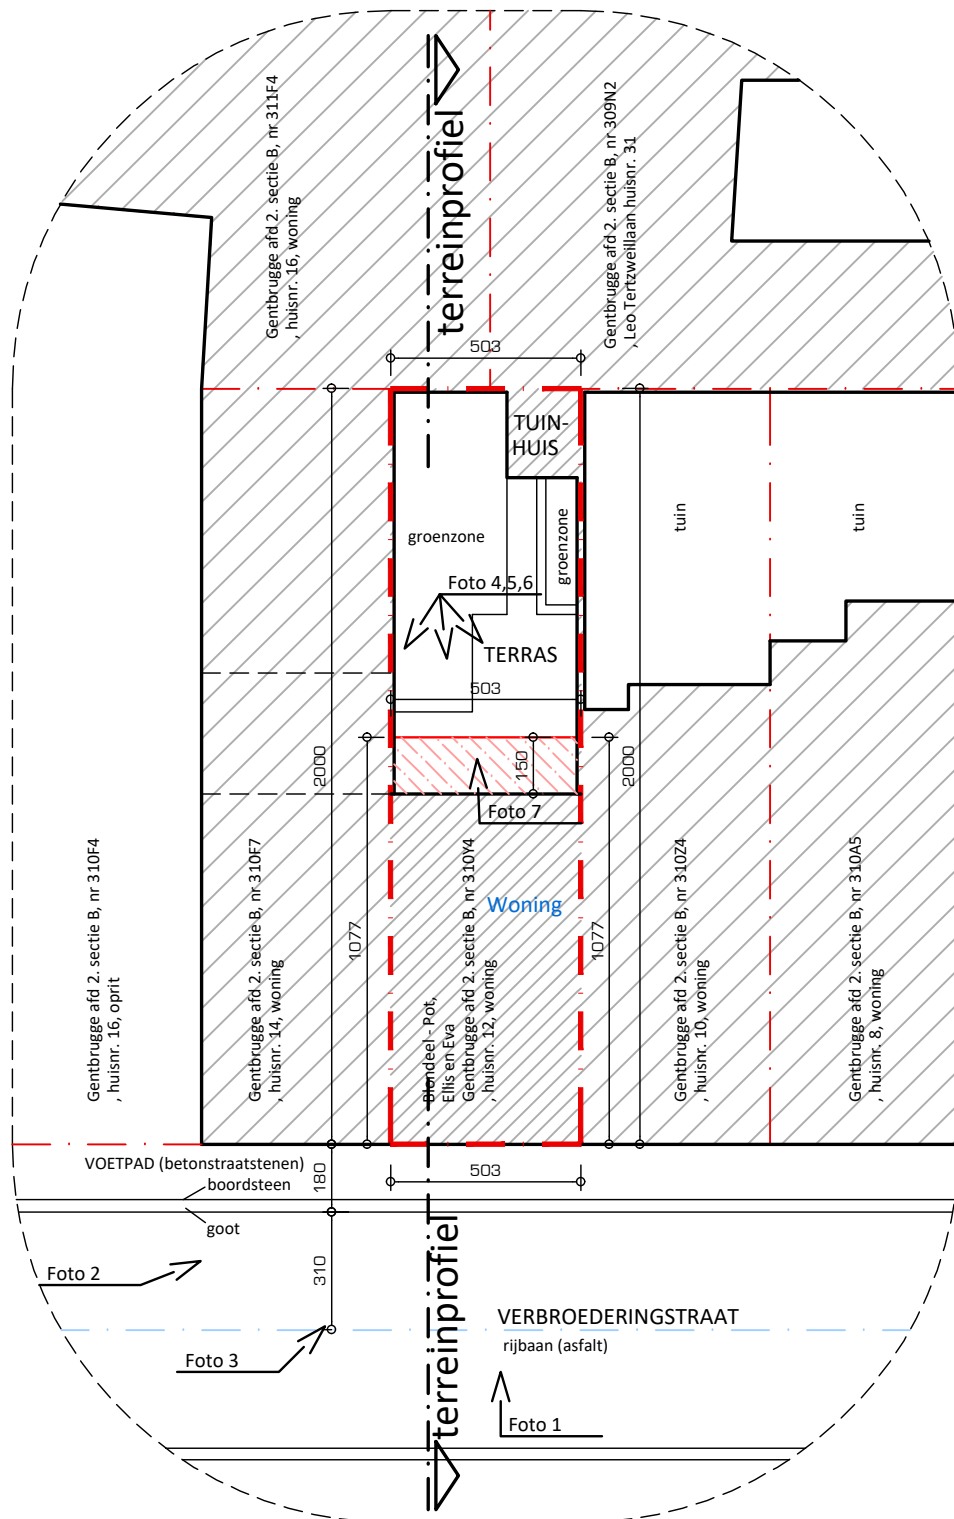 terreinprofiel
Gentbrugge afd 2. sectie B, nr 311F4
, huisnr. 16, woning
Gentbrugge afd 2. sectie B, nr 309N2
, Leo Tertzweillaan huisnr. 31
503
TUIN-
HUIS
groenzone
groenzone
tuin
tuin
Foto 4,5,6
TERRAS
503
2000
150
2000
Foto 7
Woning
1077
1077
Gentbrugge afd 2. sectie B, nr 310F4
, huisnr. 16, oprit
Gentbrugge afd 2. sectie B, nr 310F7
, huisnr. 14, woning
Blondeel - Pot,
Ellis en Eva
Gentbrugge afd 2. sectie B, nr 310Y4
, huisnr. 12, woning
Gentbrugge afd 2. sectie B, nr 310Z4
, huisnr. 10, woning
Gentbrugge afd 2. sectie B, nr 310A5
, huisnr. 8, woning
VOETPAD (betonstraatstenen)
boordsteen
180
503
goot
310
Foto 2
terreinprofiel
VERBROEDERINGSTRAAT
rijbaan (asfalt)
Foto 3
Foto 1